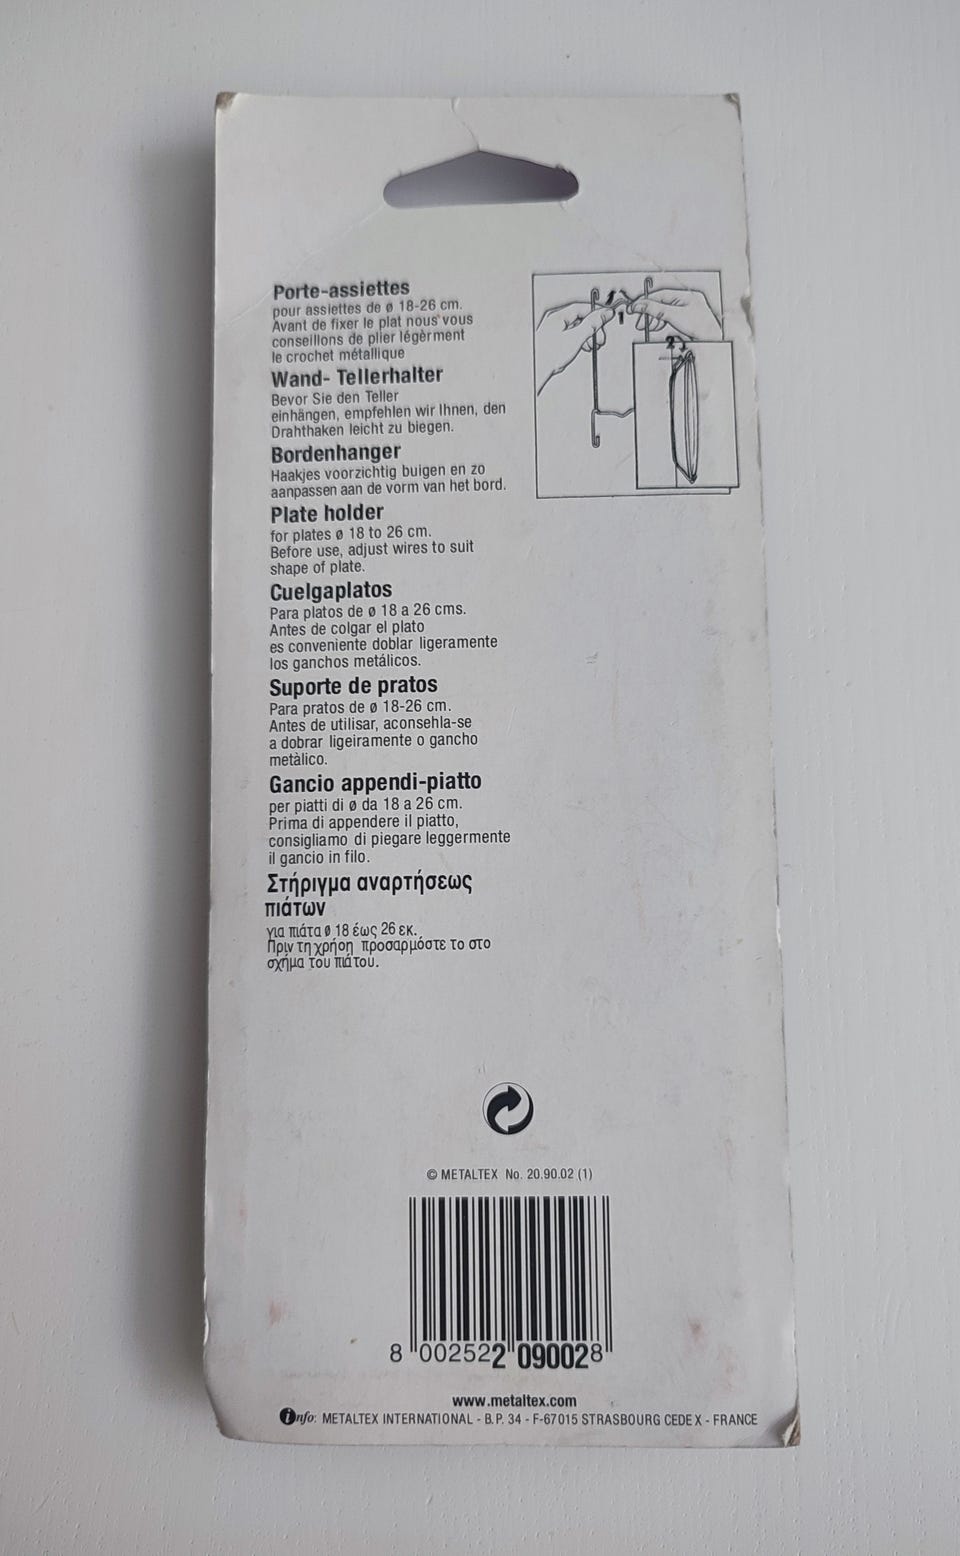 Porte-assiettes
pour assiettes de ø 18-26 cm.
Avant de fixer le plat nous vous
conseillons de plier légèrment
le crochet métallique
Wand- Tellerhalter
Bevor Sie den Teller
einhängen, empfehlen wir Ihnen, den
Drahthaken leicht zu biegen.
Bordenhanger
Haakjes voorzichtig buigen en zo
aanpassen aan de vorm van het bord.
Plate holder
for plates ø 18 to 26 cm.
Before use, adjust wires to suit
shape of plate.
Cuelgaplatos
Para platos de ø 18 a 26 cms.
Antes de colgar el plato
es conveniente doblar ligeramente
los ganchos metálicos.
Suporte de pratos
Para pratos de ø 18-26 cm.
Antes de utilisar, aconsehla-se
a dobrar ligeiramente o gancho
metàlico.
Gancio appendi-piatto
per piatti di ø da 18 a 26 cm.
Prima di appendere il piatto,
consigliamo di piegare leggermente
il gancio in filo.
Στήριγμα αναρτήσεως
πιάτων
για πιάτα ø 18 έως 26 εκ.
Πριν τη χρήση προσαρμόστε το στο
σχήμα του πιάτου.
1
2
© METALTEX No. 20.90.02 (1)
8 002522 090028
www.metaltex.com
info: METALTEX INTERNATIONAL - B.P. 34 - F-67015 STRASBOURG CEDEX - FRANCE